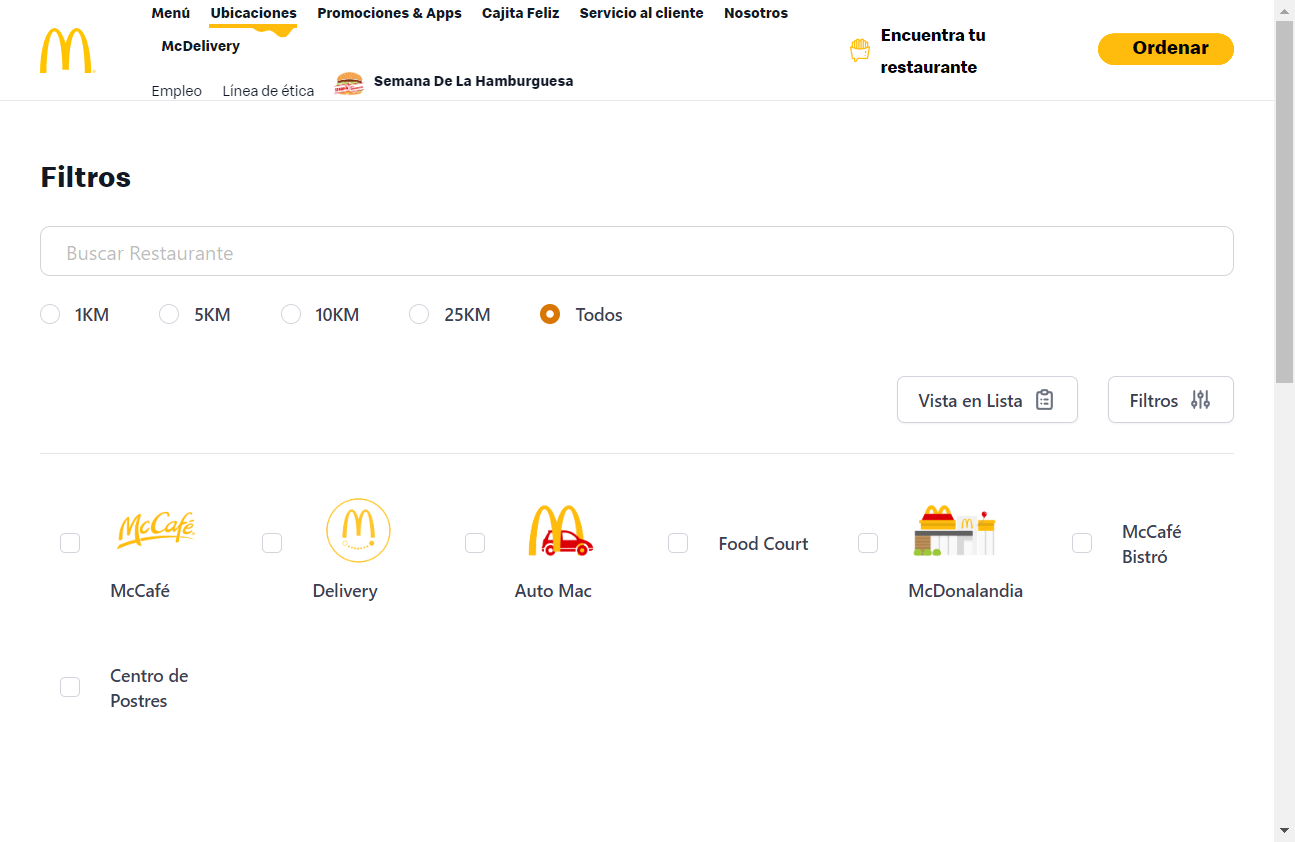 Menú Ubicaciones Promociones & Apps Cajita Feliz Servicio al cliente Nosotros
McDelivery
Empleo Línea de ética Semana De La Hamburguesa
Encuentra tu
restaurante
Ordenar
Filtros
Buscar Restaurante
1KM 5KM 10KM 25KM Todos
Vista en Lista Filtros
McCafé
McCafé
Delivery
Auto Mac
Food Court
McDonalandia
McCafé
Bistró
Centro de
Postres